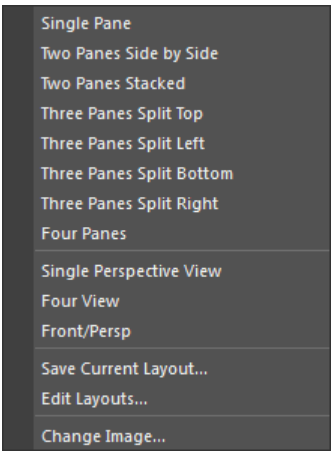 Single Pane
Two Panes Side by Side
Two Panes Stacked
Three Panes Split Top
Three Panes Split Left
Three Panes Split Bottom
Three Panes Split Right
Four Panes
Single Perspective View
Four View
Front/Persp
Save Current Layout...
Edit Layouts...
Change Image...